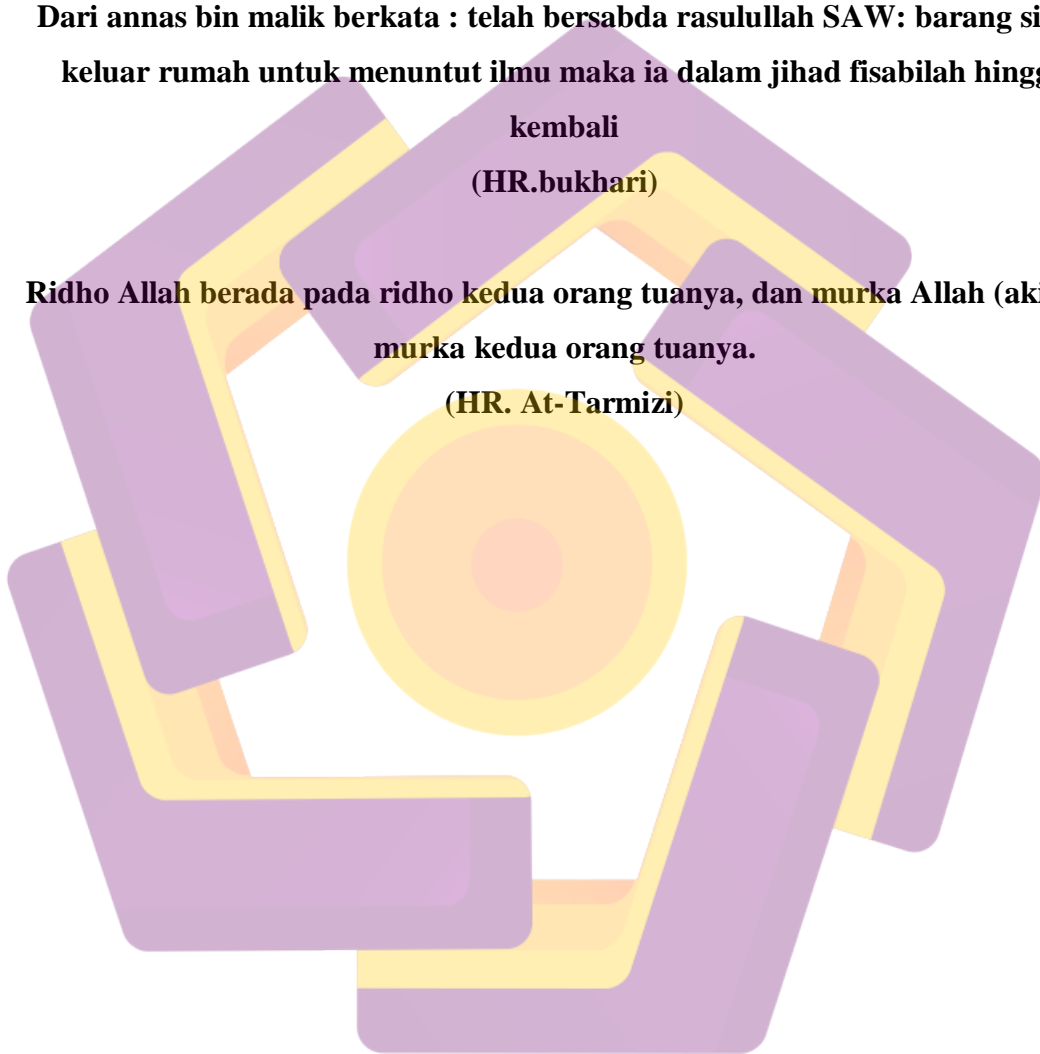 Dari annas bin malik berkata : telah bersabda rasulullah SAW: barang si
keluar rumah untuk menuntut ilmu maka ia dalam jihad fisabilah hingg
kembali
(HR.bukhari)
Ridho Allah berada pada ridho kedua orang tuanya, dan murka Allah (aki
murka kedua orang tuanya.
(HR. At-Tarmizi)